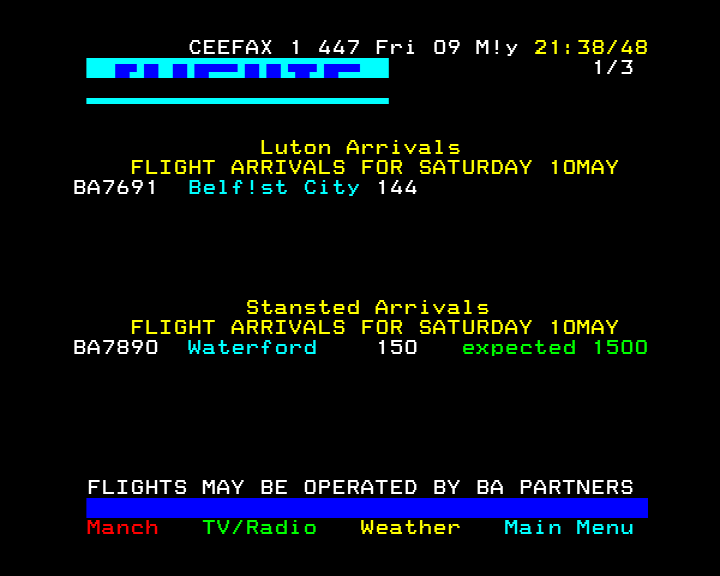 CEEFAX 1 447 Fri 09 M!y 21:38/48
1/3
Luton Arrivals
FLIGHT ARRIVALS FOR SATURDAY 10MAY
BA7691 Belf!st City 144
Stansted Arrivals
FLIGHT ARRIVALS FOR SATURDAY 10MAY
BA7890 Waterford 150 expected 1500
FLIGHTS MAY BE OPERATED BY BA PARTNERS
Manch TV/Radio Weather Main Menu